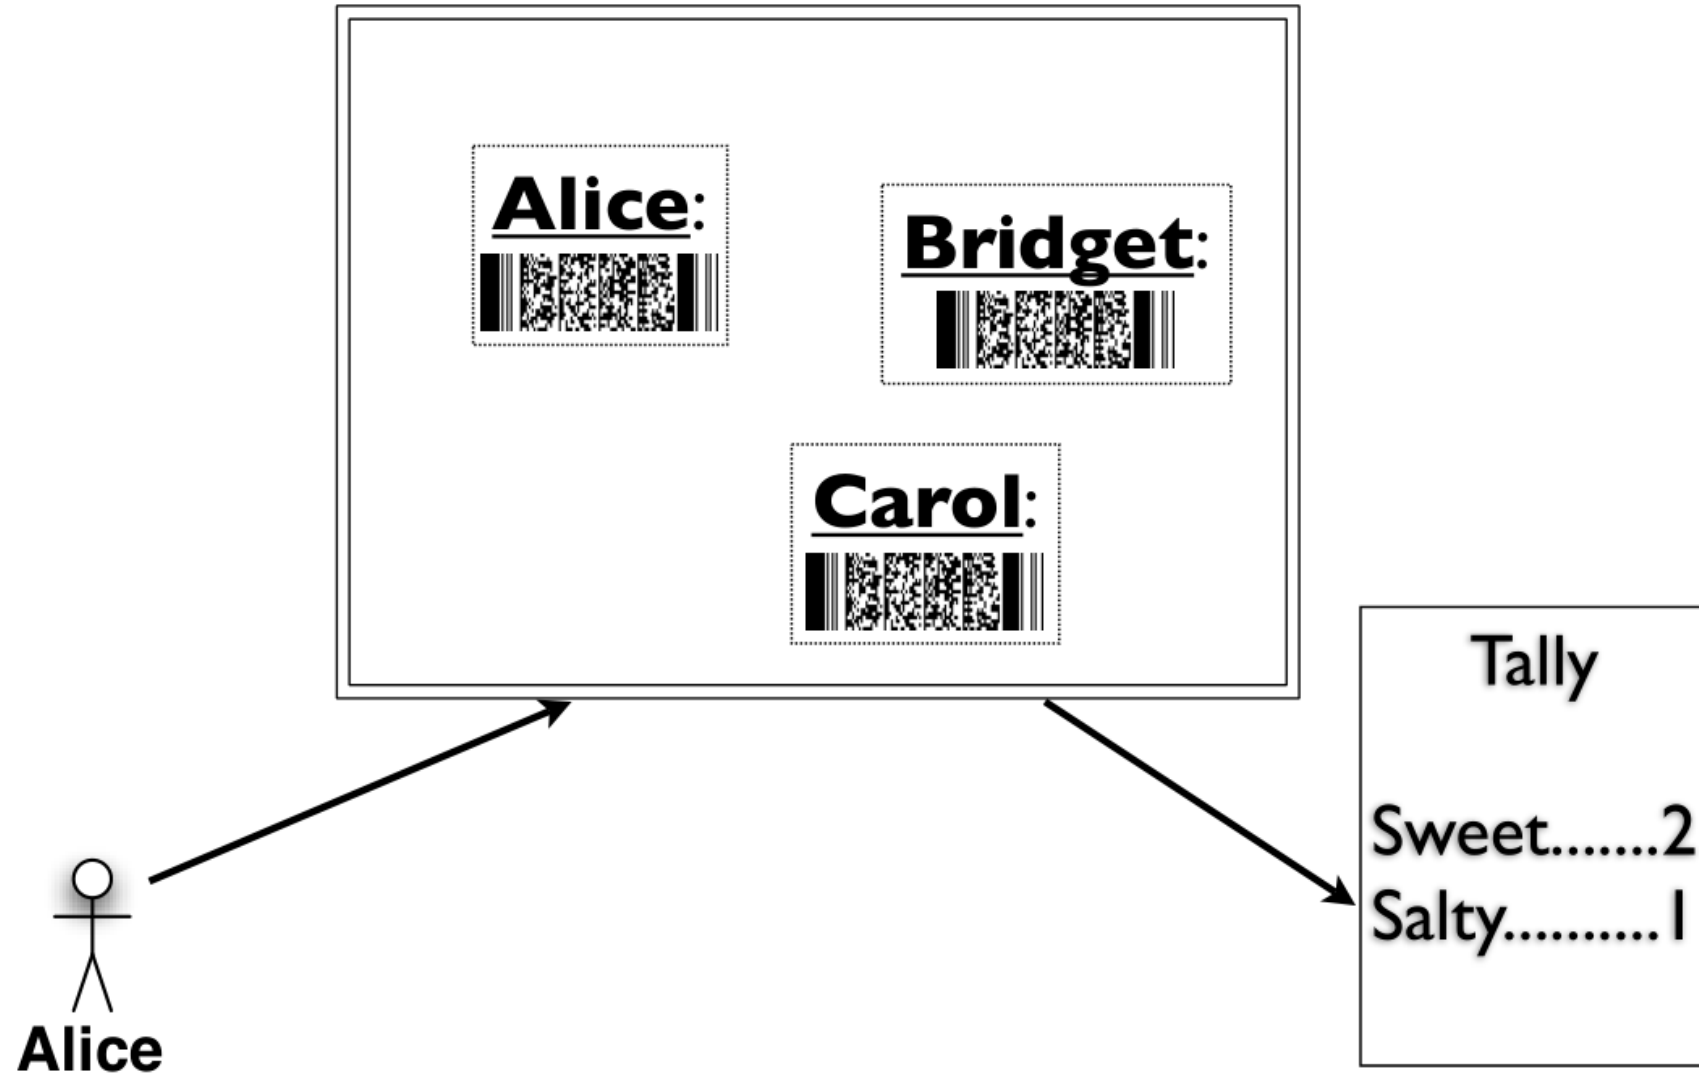 Alice:
Bridget:
Carol:
Tally
Sweet.......2
Salty..........1
Alice